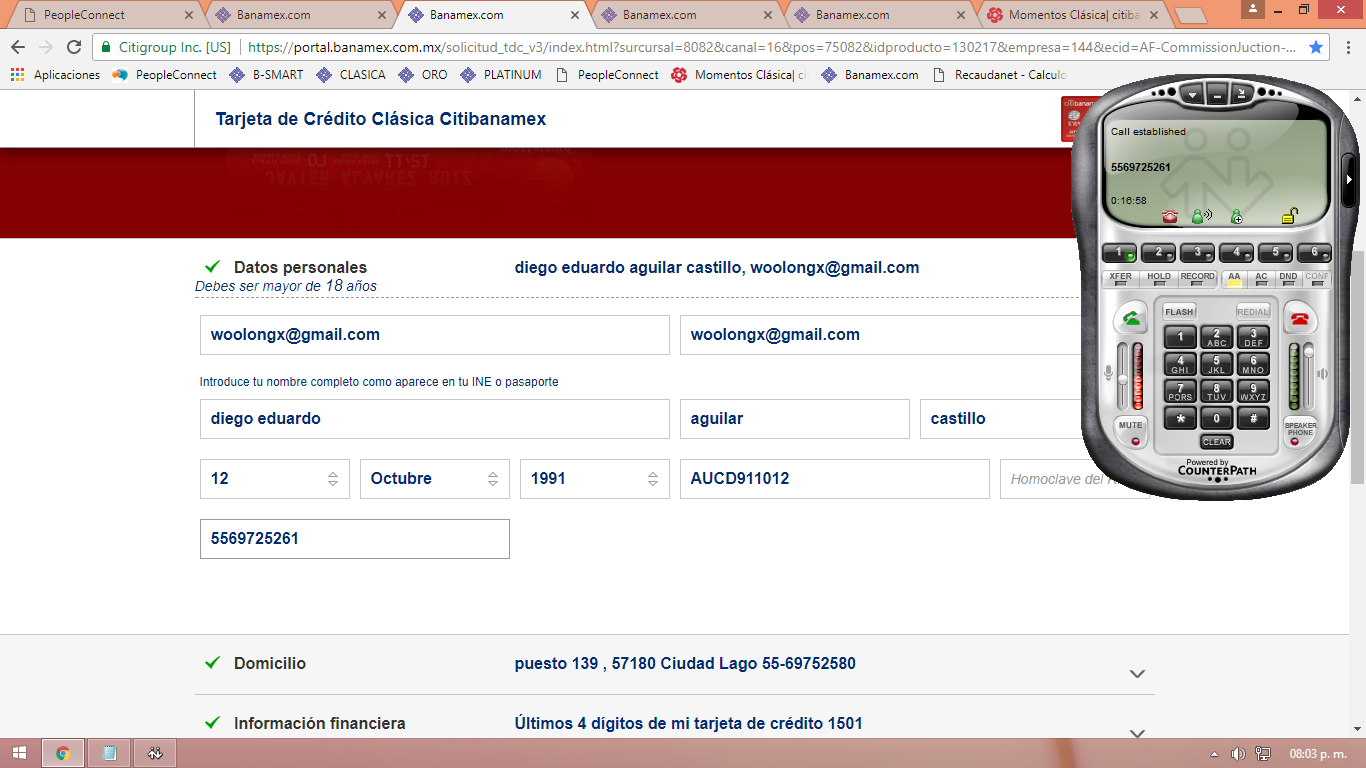 PeopleConnect
Banamex.com
Banamex.com
Banamex.com
Banamex.com
Momentos Clásica| citiba
Citigroup Inc. [US]
https://portal.banamex.com.mx/solicitud_tdc_v3/index.html?surcursal=8082&canal=16&pos=75082&idproducto=130217&empresa=144&ecid=AF-CommissionJuction-...
Aplicaciones
PeopleConnect
B-SMART
CLASICA
ORO
PLATINUM
PeopleConnect
Momentos Clásica| ci
Banamex.com
Recaudanet - Calculo
Tarjeta de Crédito Clásica Citibanamex
citibanam
JAVIER ALVAREZ RUIZ
11/21
Datos personales
diego eduardo aguilar castillo, woolongx@gmail.com
Debes ser mayor de 18 años
woolongx@gmail.com
woolongx@gmail.com
Introduce tu nombre completo como aparece en tu INE o pasaporte
diego eduardo
aguilar
castillo
12
Octubre
1991
AUCD911012
Homoclave del
5569725261
Domicilio
puesto 139 , 57180 Ciudad Lago 55-69752580
Información financiera
Últimos 4 dígitos de mi tarjeta de crédito 1501
Call established
5569725261
0:16:58
1 2 3 4 5 6
XFER HOLD RECORD AA AC DND CONF
FLASH REDIAL
1 2 ABC 3 DEF
4 GHI 5 JKL 6 MNO
7 PQRS 8 TUV 9 WXYZ
* 0 #
MUTE
SPEAKER PHONE
CLEAR
Powered by
COUNTERPATH
08:03 p. m.